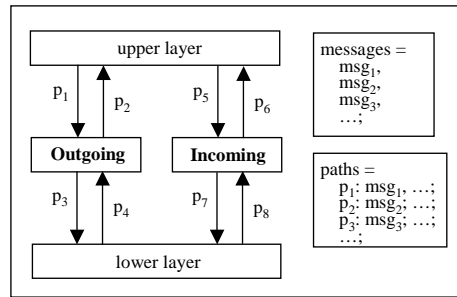 upper layer
p₁
p₂
p₅
p₆
Outgoing
Incoming
p₃
p₄
p₇
p₈
lower layer
messages =
msg₁,
msg₂,
msg₃,
…;
paths =
p₁: msg₁, …;
p₂: msg₂; …;
p₃: msg₃; …;
…;